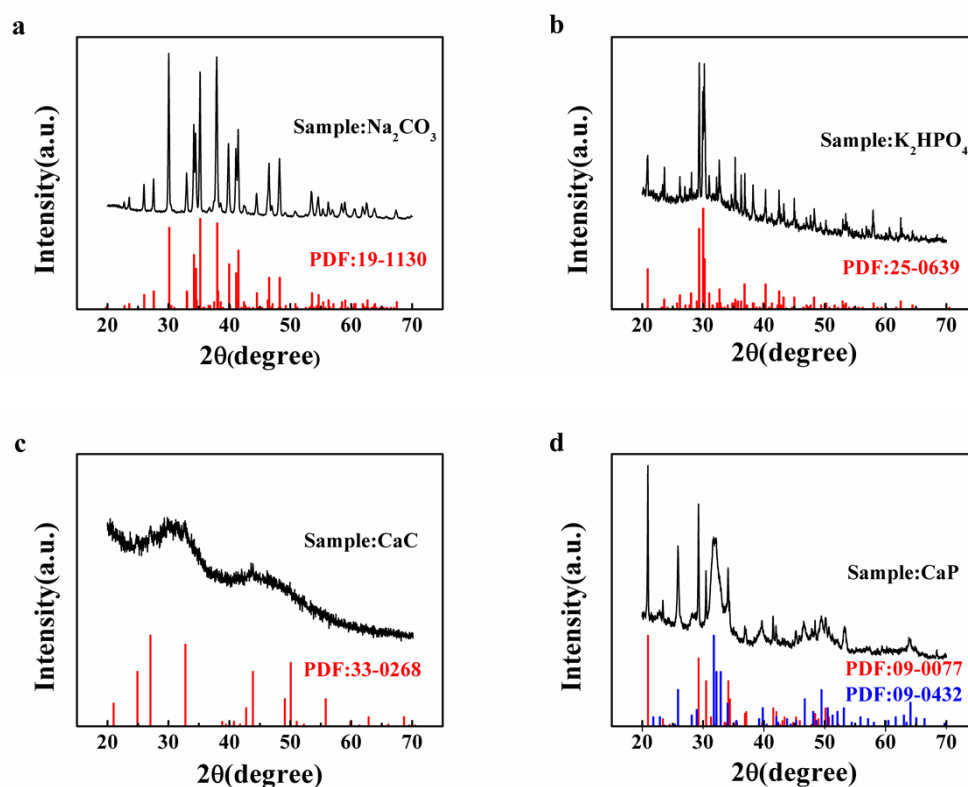 a
Intensity(a.u.)
Sample:Na₂CO₃
PDF:19-1130
20 30 40 50 60 70
2θ(degree)
b
Intensity(a.u.)
Sample:K₂HPO₄
PDF:25-0639
20 30 40 50 60 70
2θ(degree)
c
Intensity(a.u.)
Sample:CaC
PDF:33-0268
20 30 40 50 60 70
2θ(degree)
d
Intensity(a.u.)
Sample:CaP
PDF:09-0077
PDF:09-0432
20 30 40 50 60 70
2θ(degree)